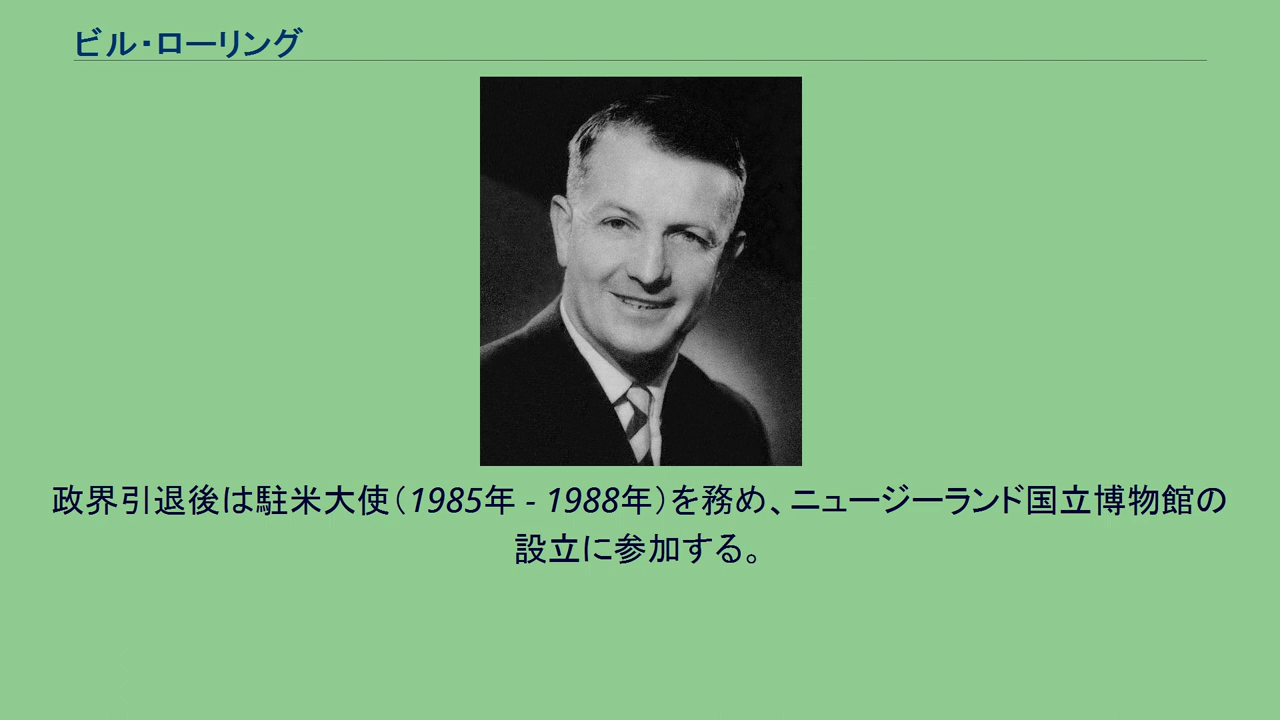 ビル・ローリング
政界引退後は駐米大使（1985年 - 1988年）を務め、ニュージーランド国立博物館の
設立に参加する。